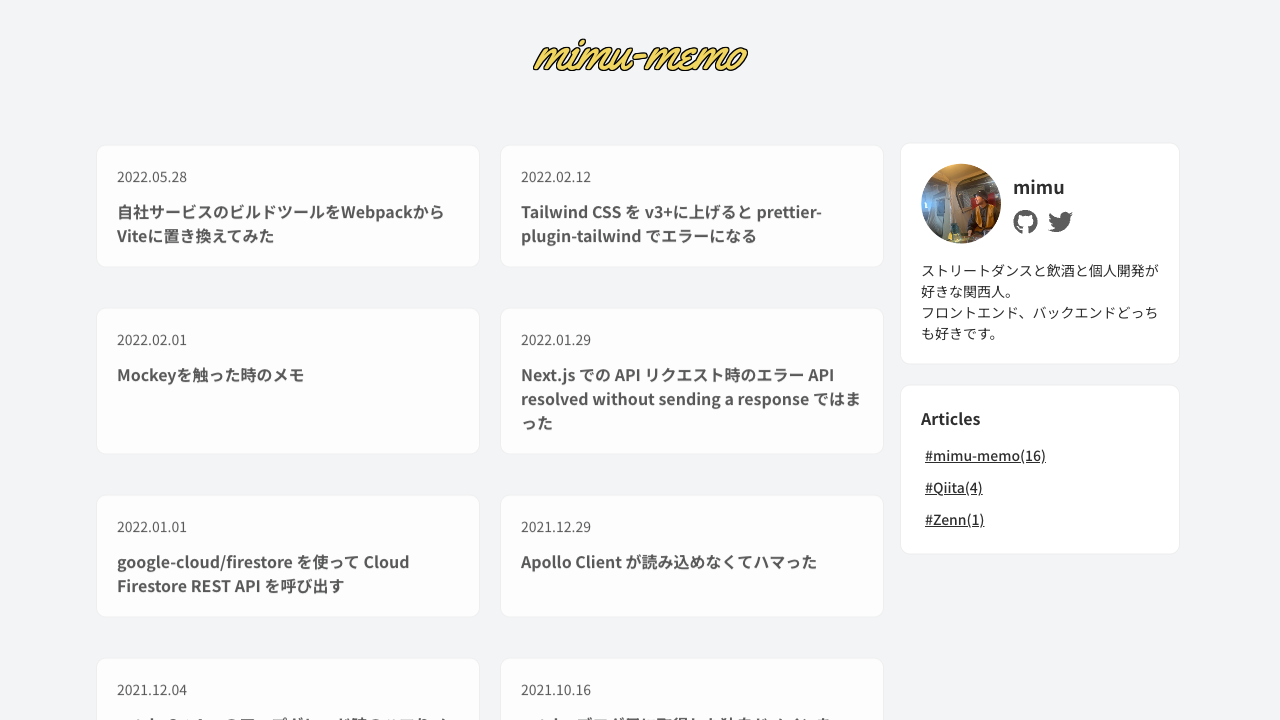 mimu-memo
2022.05.28
自社サービスのビルドツールをWebpackから
Viteに置き換えてみた
2022.02.12
Tailwind CSS を v3+に上げると prettier-
plugin-tailwind でエラーになる
2022.02.01
Mockeyを触った時のメモ
2022.01.29
Next.js での API リクエスト時のエラー API
resolved without sending a response ではま
った
2022.01.01
google-cloud/firestore を使って Cloud
Firestore REST API を呼び出す
2021.12.29
Apollo Client が読み込めなくてハマった
2021.12.04
2021.10.16
mimu
ストリートダンスと飲酒と個人開発が
好きな関西人。
フロントエンド、バックエンドどっち
も好きです。
Articles
#mimu-memo(16)
#Qiita(4)
#Zenn(1)